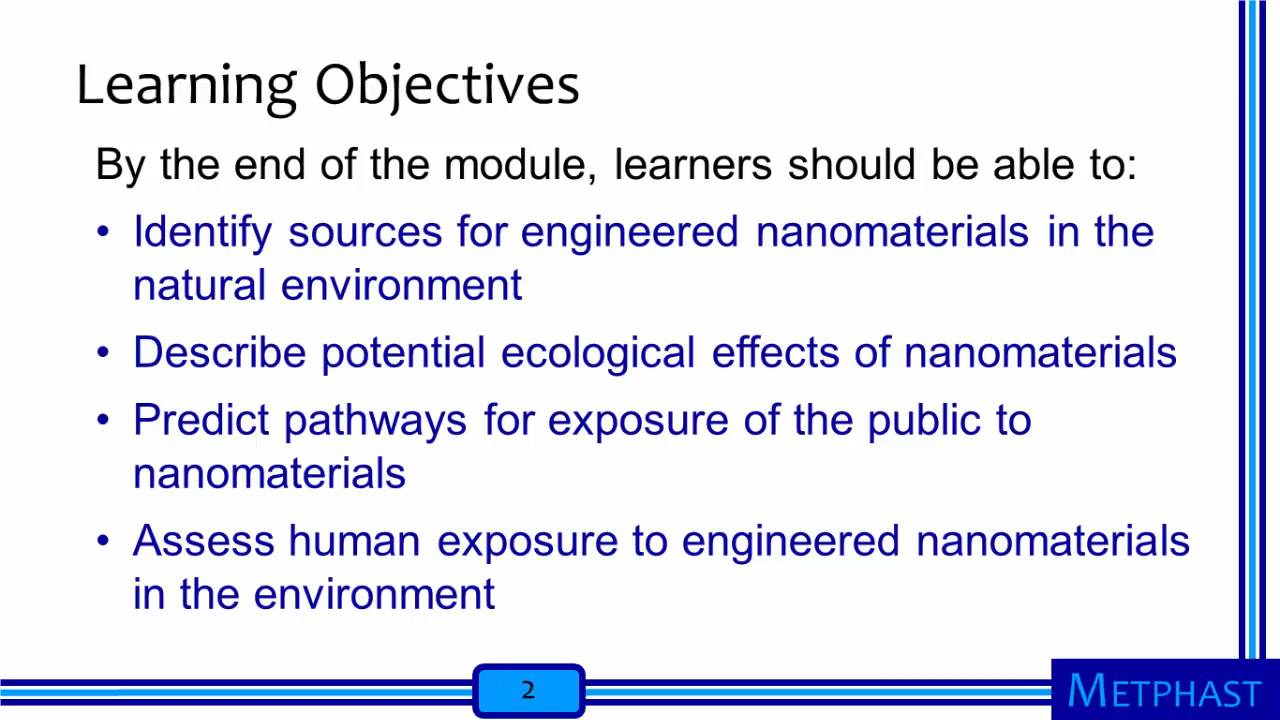 Learning Objectives
By the end of the module, learners should be able to:
• Identify sources for engineered nanomaterials in the
natural environment
• Describe potential ecological effects of nanomaterials
• Predict pathways for exposure of the public to
nanomaterials
• Assess human exposure to engineered nanomaterials
in the environment
2
METPHAST